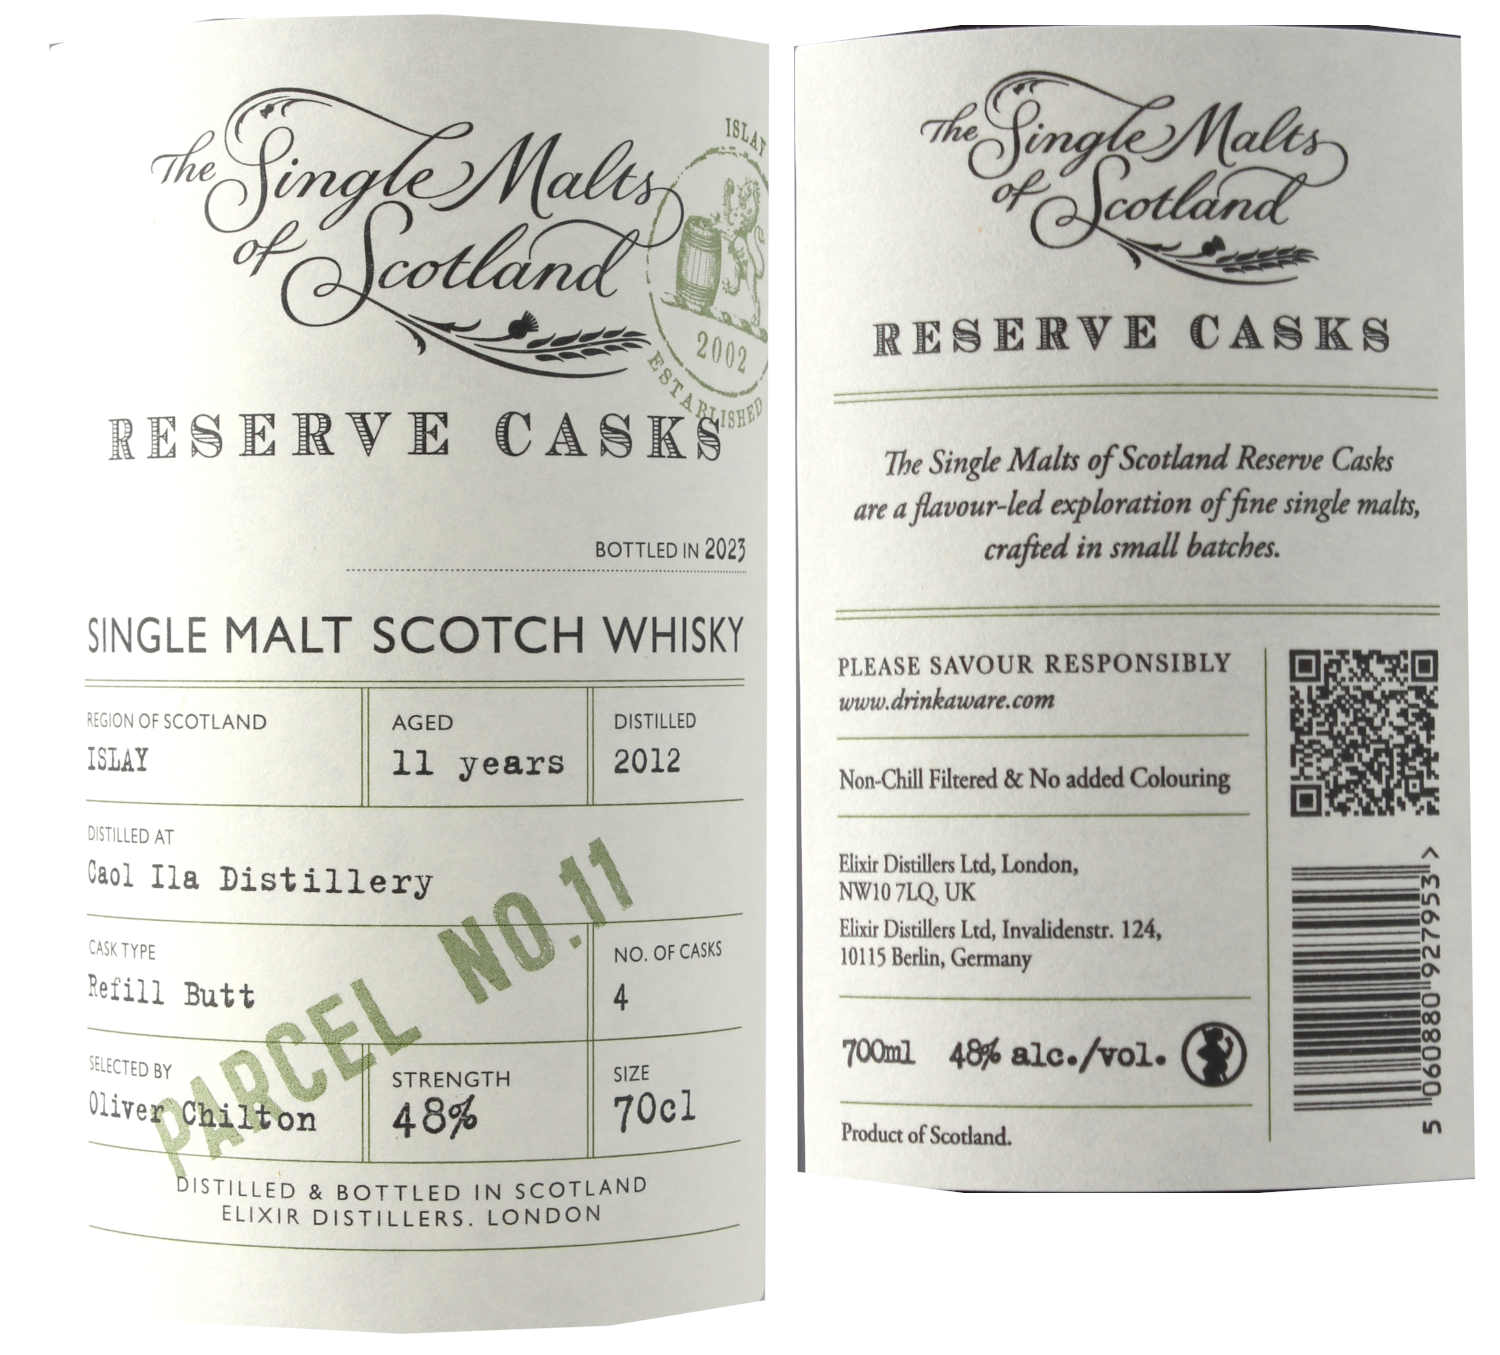 The Single Malts
of Scotland
ISLAY
2002
ESTABLISHED
RESERVE CASKS
BOTTLED IN 2023
SINGLE MALT SCOTCH WHISKY
REGION OF SCOTLAND
ISLAY
AGED
11 years
DISTILLED
2012
DISTILLED AT
Caol Ila Distillery
PARCEL NO.11
CASK TYPE
Refill Butt
NO. OF CASKS
4
SELECTED BY
Oliver Chilton
STRENGTH
48%
SIZE
70cl
DISTILLED & BOTTLED IN SCOTLAND
ELIXIR DISTILLERS. LONDON
The Single Malts
of Scotland
RESERVE CASKS
The Single Malts of Scotland Reserve Casks
are a flavour-led exploration of fine single malts,
crafted in small batches.
PLEASE SAVOUR RESPONSIBLY
www.drinkaware.com
Non-Chill Filtered & No added Colouring
Elixir Distillers Ltd, London,
NW10 7LQ, UK
Elixir Distillers Ltd, Invalidenstr. 124,
10115 Berlin, Germany
700ml 48% alc./vol.
Product of Scotland.
5 060880 927953 >